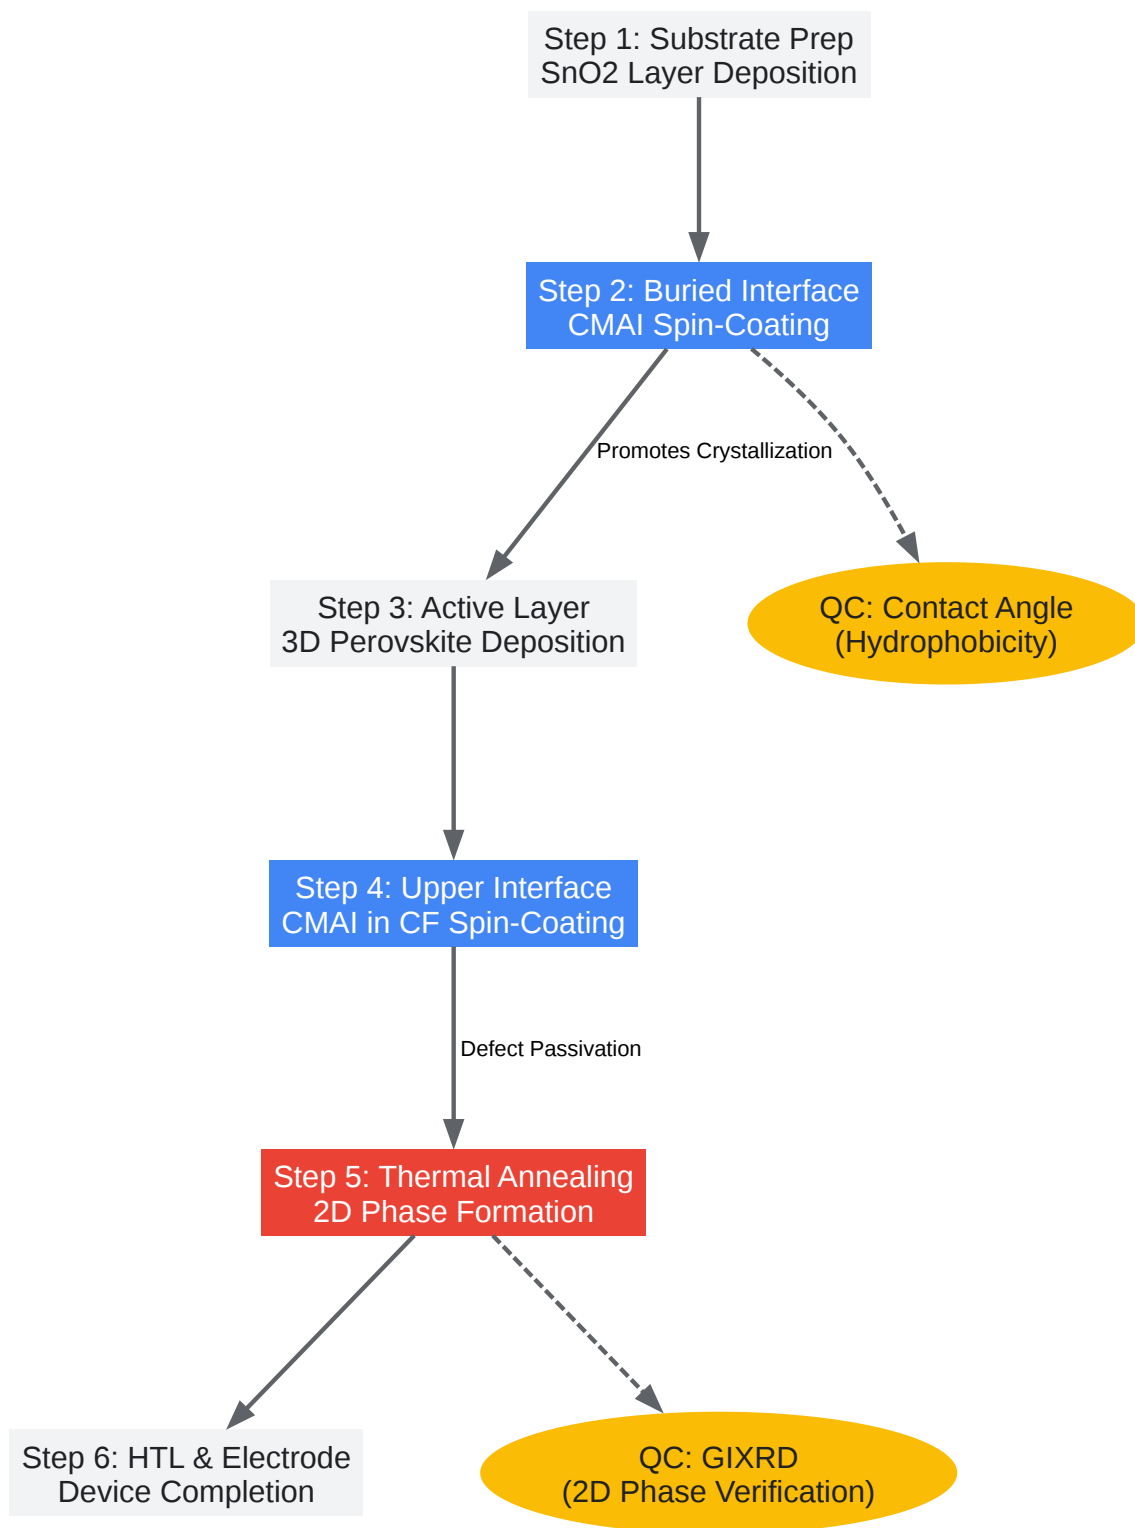 Step 1: Substrate Prep
SnO2 Layer Deposition
Step 2: Buried Interface
CMAI Spin-Coating
Promotes Crystallization
Step 3: Active Layer
3D Perovskite Deposition
QC: Contact Angle
(Hydrophobicity)
Step 4: Upper Interface
CMAI in CF Spin-Coating
Defect Passivation
Step 5: Thermal Annealing
2D Phase Formation
Step 6: HTL & Electrode
Device Completion
QC: GIXRD
(2D Phase Verification)